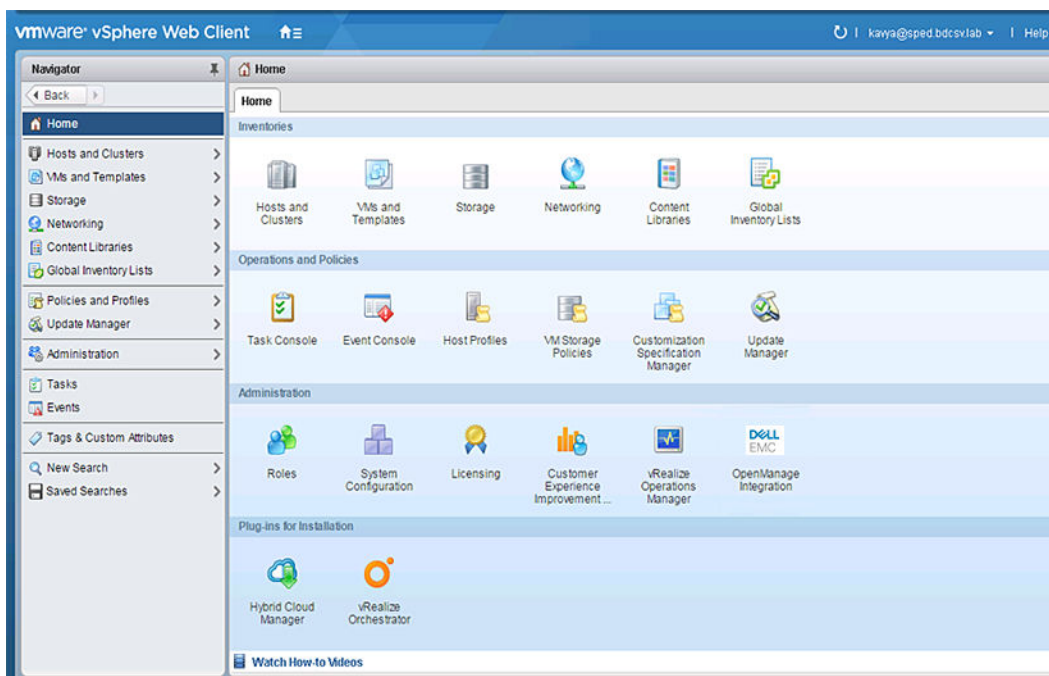 vmware® vSphere Web Client
kavya@sped.bdcsv.lab
Help
Navigator
Back
Home
Hosts and Clusters
VMs and Templates
Storage
Networking
Content Libraries
Global Inventory Lists
Policies and Profiles
Update Manager
Administration
Tasks
Events
Tags & Custom Attributes
New Search
Saved Searches
Home
Home
Inventories
Hosts and
Clusters
VMs and
Templates
Storage
Networking
Content
Libraries
Global
Inventory Lists
Operations and Policies
Task Console
Event Console
Host Profiles
VM Storage
Policies
Customization
Specification
Manager
Update
Manager
Administration
Roles
System
Configuration
Licensing
Customer
Experience
Improvement ...
vRealize
Operations
Manager
DELL
EMC
OpenManage
Integration
Plug-ins for Installation
Hybrid Cloud
Manager
vRealize
Orchestrator
Watch How-to Videos